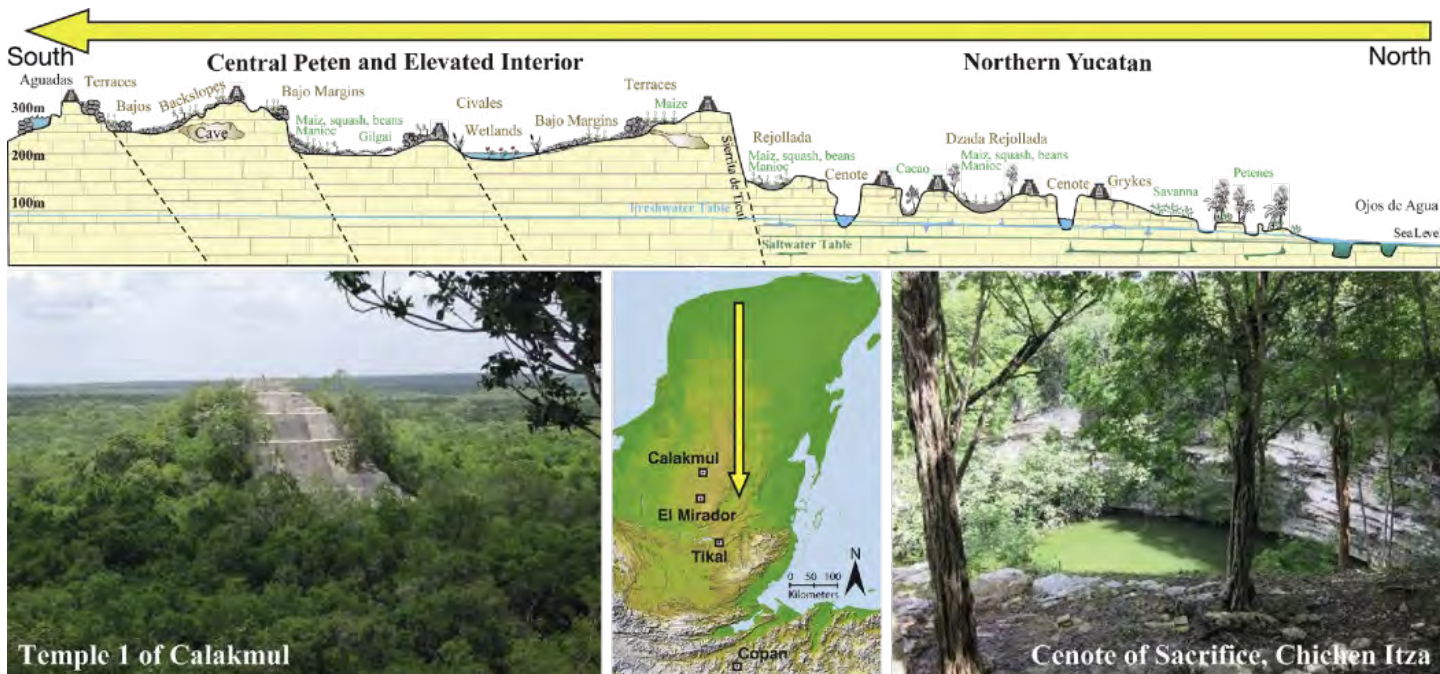 South
North
Central Peten and Elevated Interior
Northern Yucatan
Aguadas
Terraces
Bajos
Backslopes
Bajo Margins
Civales
Terraces
Maize
300m
Cave
Maiz, squash, beans
Manioc
Gilgai
Wetlands
Bajo Margins
200m
100m
Sierrita de Ticul
Rejollada
Maiz, squash, beans
Manioc
Cenote
Cacao
Dzada Rejollada
Maiz, squash, beans
Manioc
Cenote
Grykes
Savanna
Petenes
Ojos de Agua
Sea Level
Freshwater Table
Saltwater Table
Temple 1 of Calakmul
Calakmul
El Mirador
Tikal
N
0 50 100
Kilometers
Copan
Cenote of Sacrifice, Chichen Itza